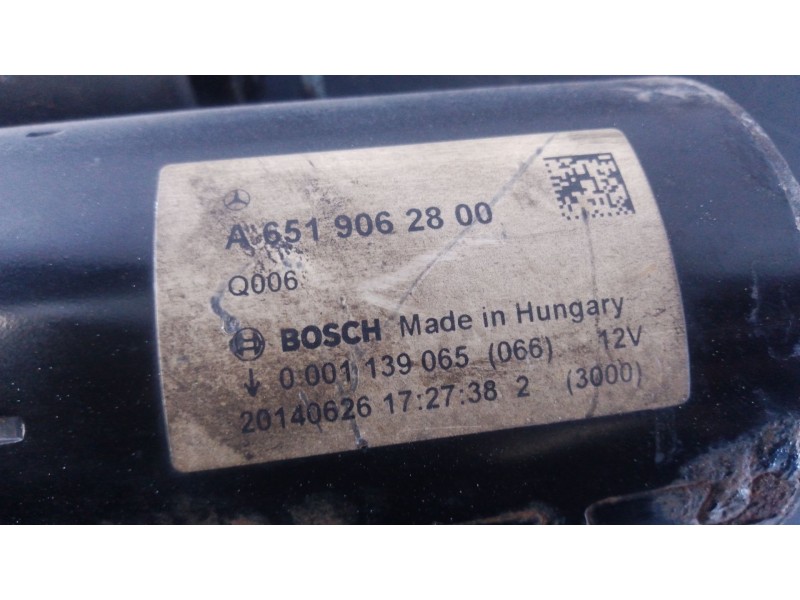 A 651 906 28 00
Q006
BOSCH Made in Hungary
0 001 139 065 (066) 12V
20140626 17:27:38 2 (3000)